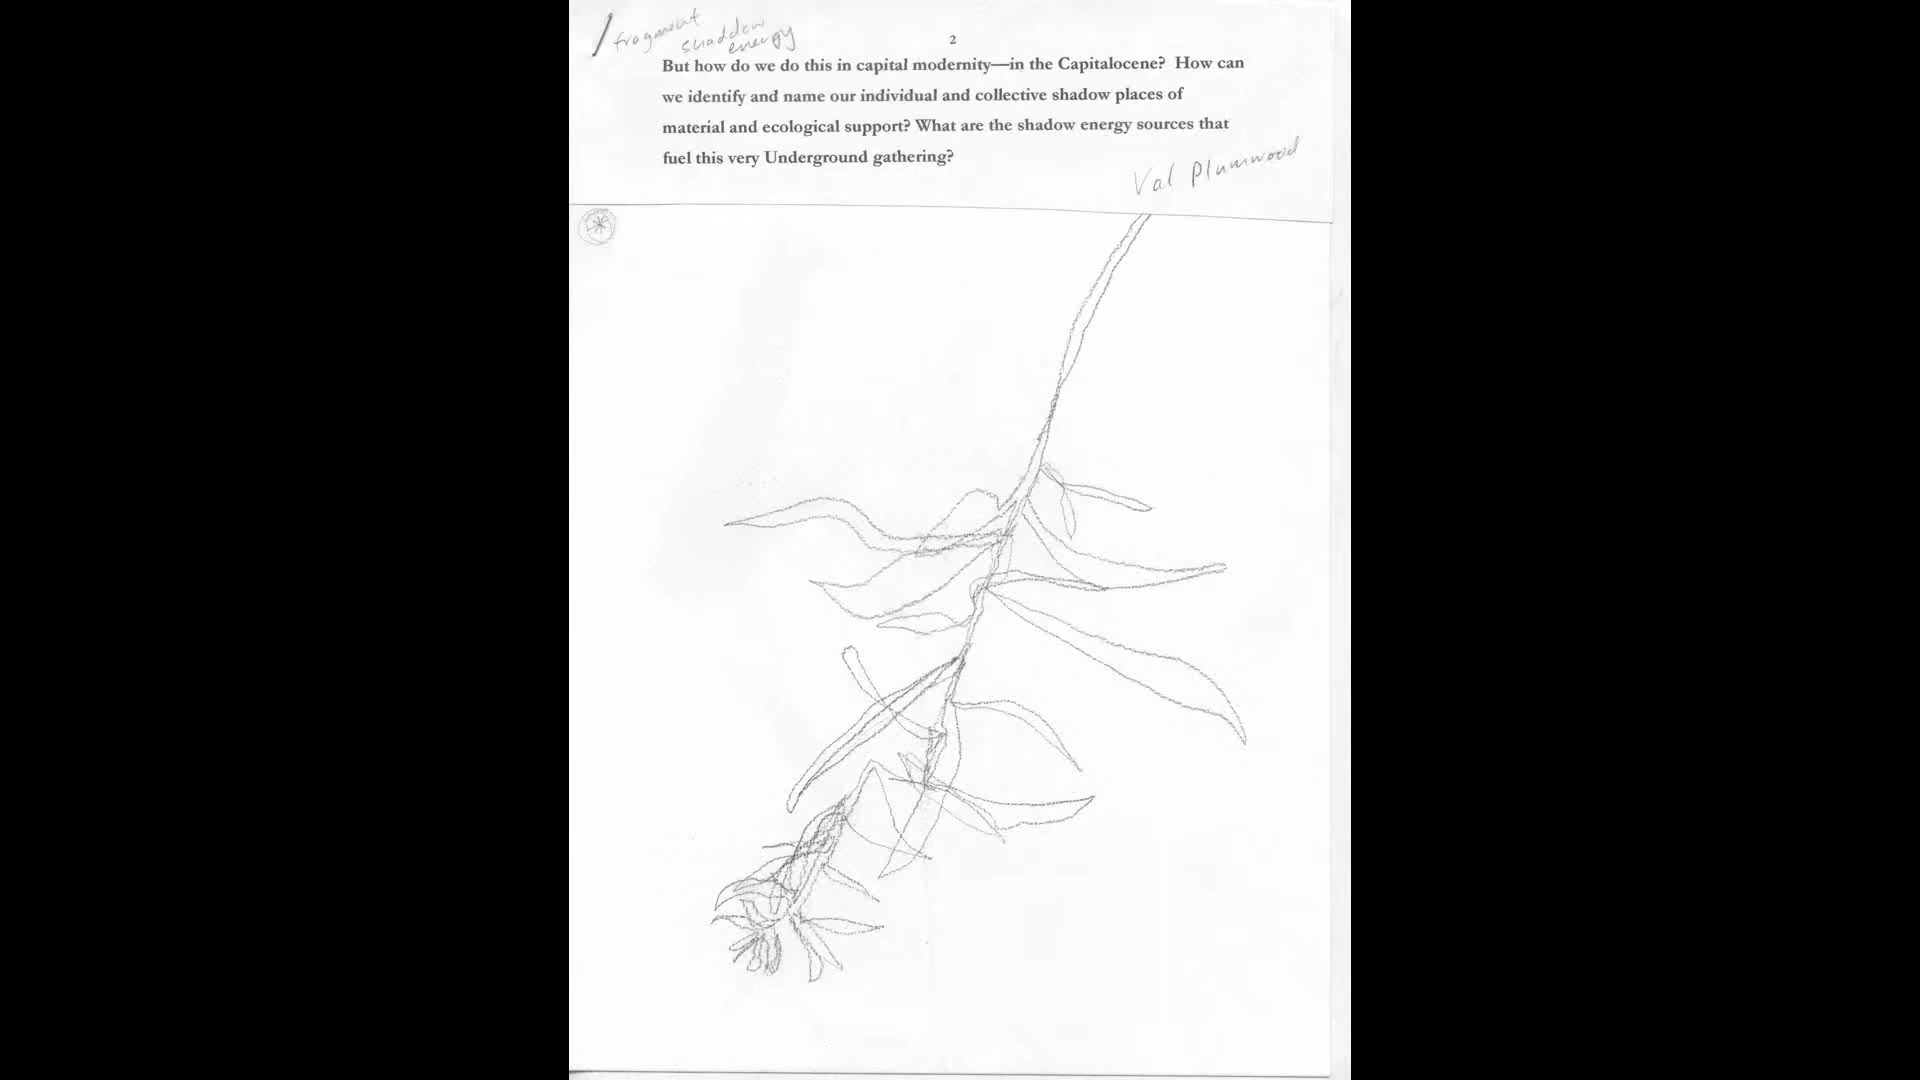 fragment
shadow
energy
2
But how do we do this in capital modernity—in the Capitalocene? How can
we identify and name our individual and collective shadow places of
material and ecological support? What are the shadow energy sources that
fuel this very Underground gathering?
Val Plumwood